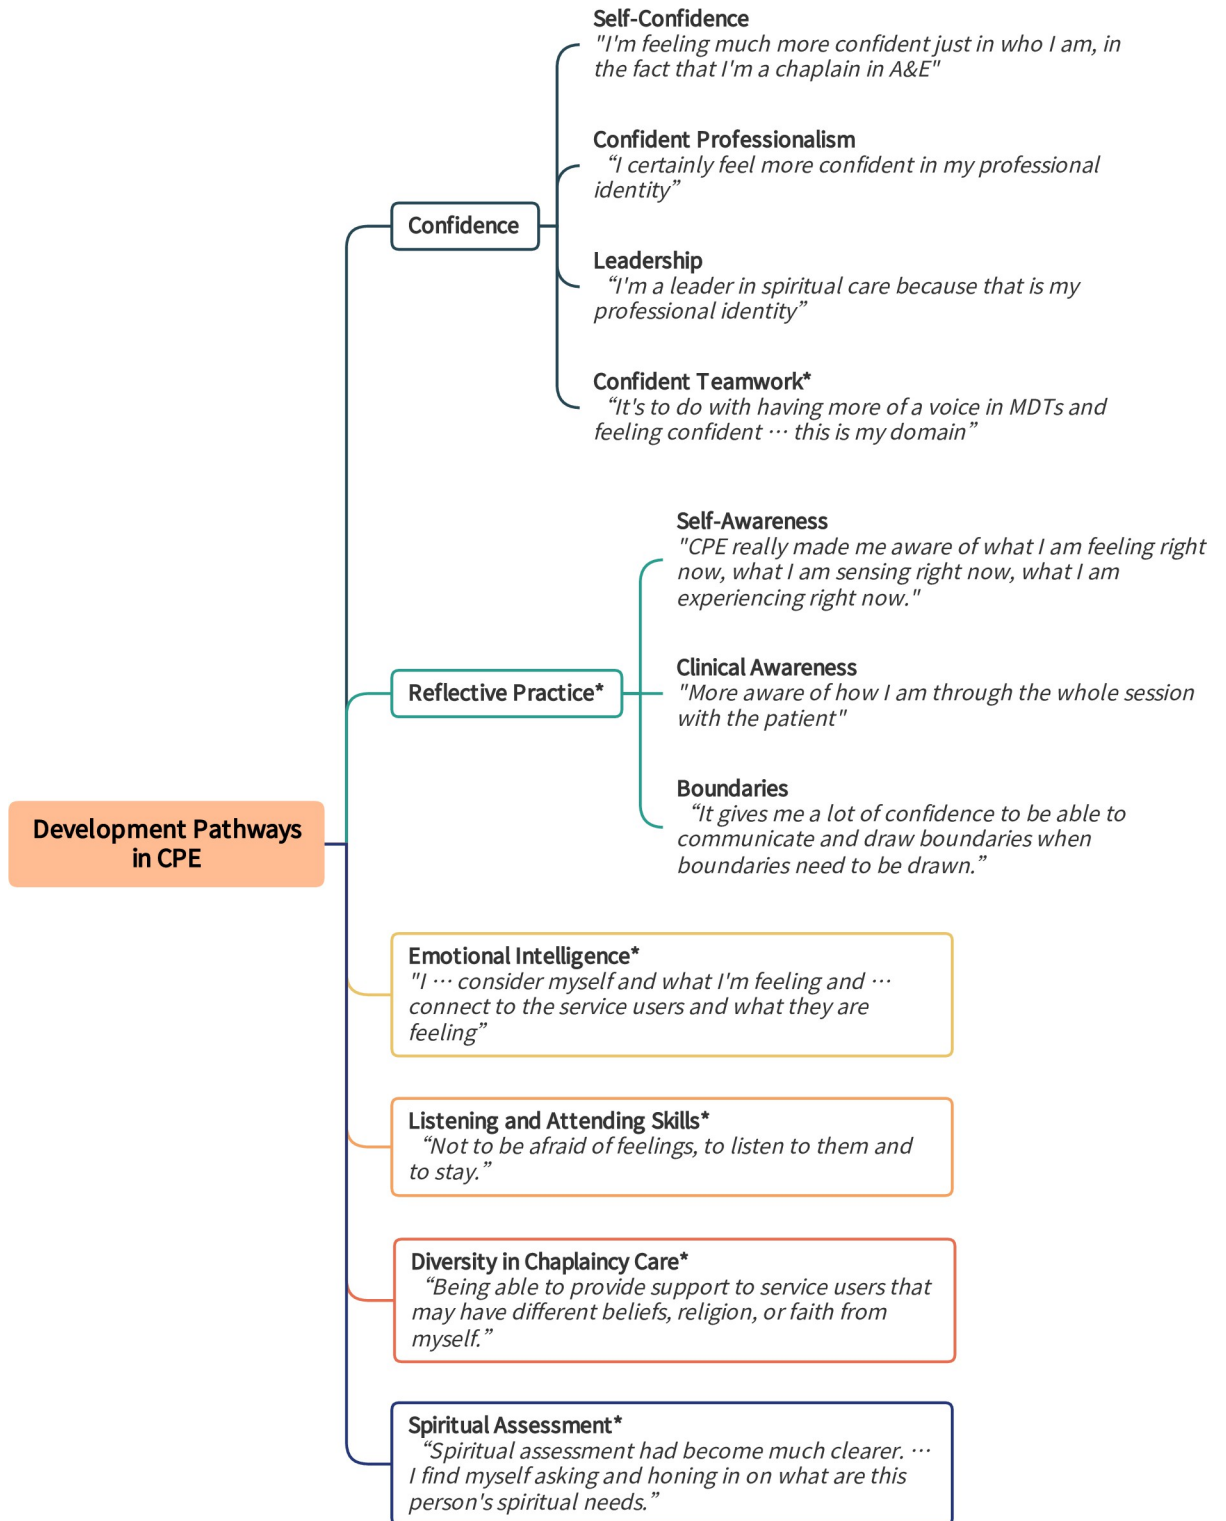 Self-Confidence
"I'm feeling much more confident just in who I am, in
the fact that I'm a chaplain in A&E"
Confident Professionalism
“I certainly feel more confident in my professional
identity”
Confidence
Leadership
“I'm a leader in spiritual care because that is my
professional identity”
Confident Teamwork*
“It's to do with having more of a voice in MDTs and
feeling confident ··· this is my domain”
Self-Awareness
"CPE really made me aware of what I am feeling right
now, what I am sensing right now, what I am
experiencing right now."
Reflective Practice*
Clinical Awareness
"More aware of how I am through the whole session
with the patient"
Boundaries
“It gives me a lot of confidence to be able to
communicate and draw boundaries when
boundaries need to be drawn.”
Development Pathways
in CPE
Emotional Intelligence*
"I ··· consider myself and what I'm feeling and ···
connect to the service users and what they are
feeling”
Listening and Attending Skills*
“Not to be afraid of feelings, to listen to them and
to stay.”
Diversity in Chaplaincy Care*
“Being able to provide support to service users that
may have different beliefs, religion, or faith from
myself.”
Spiritual Assessment*
“Spiritual assessment had become much clearer. ···
I find myself asking and honing in on what are this
person's spiritual needs.”